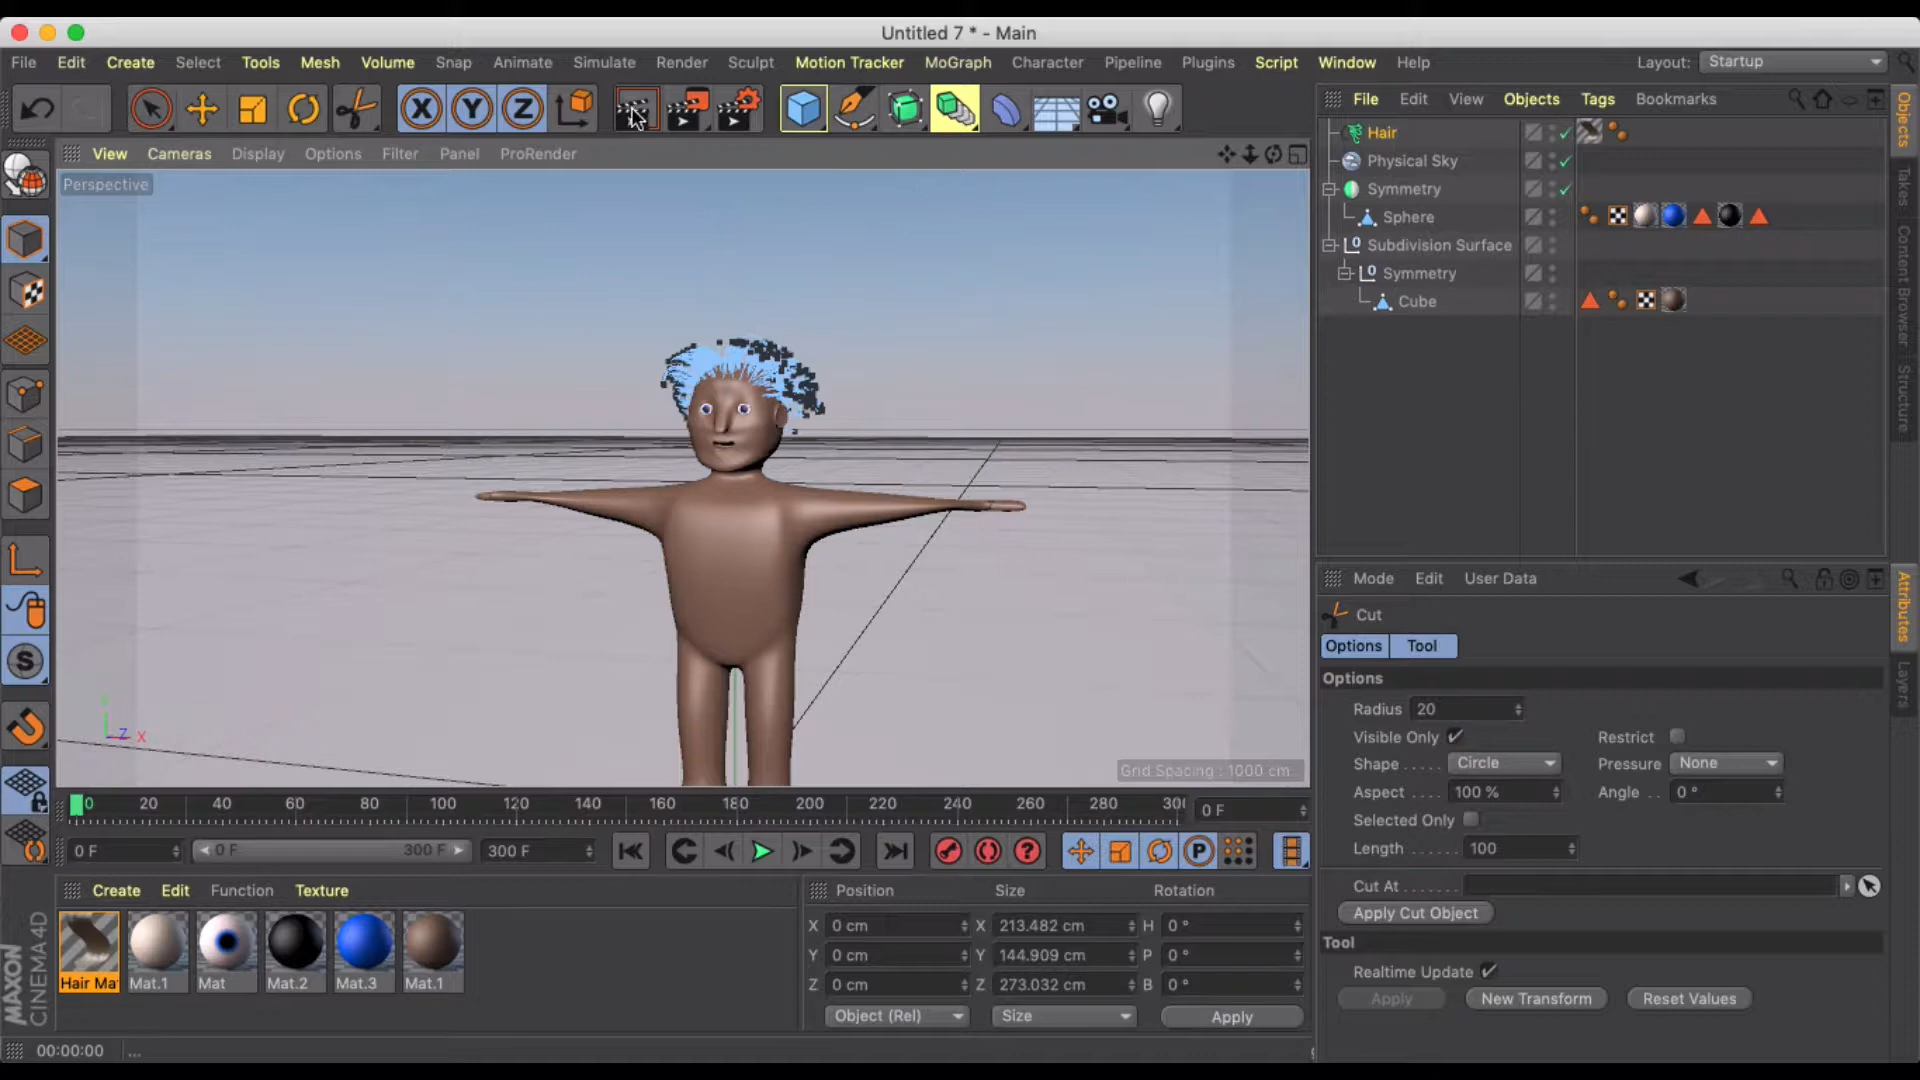 Untitled 7 * - Main
File Edit Create Select Tools Mesh Volume Snap Animate Simulate Render Sculpt Motion Tracker MoGraph Character Pipeline Plugins Script Window Help Layout: Startup
X Y Z
File Edit View Objects Tags Bookmarks
View Cameras Display Options Filter Panel ProRender
Perspective
Hair
Physical Sky
Symmetry
Sphere
Subdivision Surface
Symmetry
Cube
Objects
Takes
Content Browser
Structure
S
Z X
Grid Spacing : 1000 cm
Mode Edit User Data
Cut
Options Tool
Options
Radius 20
Visible Only Restrict
Shape ..... Circle Pressure None
Aspect .... 100 % Angle .. 0 °
Selected Only
Length ...... 100
Cut At .......
Apply Cut Object
Tool
Realtime Update
Apply New Transform Reset Values
Attributes
Layers
0 20 40 60 80 100 120 140 160 180 200 220 240 260 280 0 F
0 F 0 F 300 F 300 F
P
Create Edit Function Texture
Position Size Rotation
X 0 cm X 213.482 cm H 0 °
Y 0 cm Y 144.909 cm P 0 °
Z 0 cm Z 273.032 cm B 0 °
Object (Rel) Size Apply
Hair Ma Mat.1 Mat Mat.2 Mat.3 Mat.1
MAXON
CINEMA 4D
00:00:00 ...